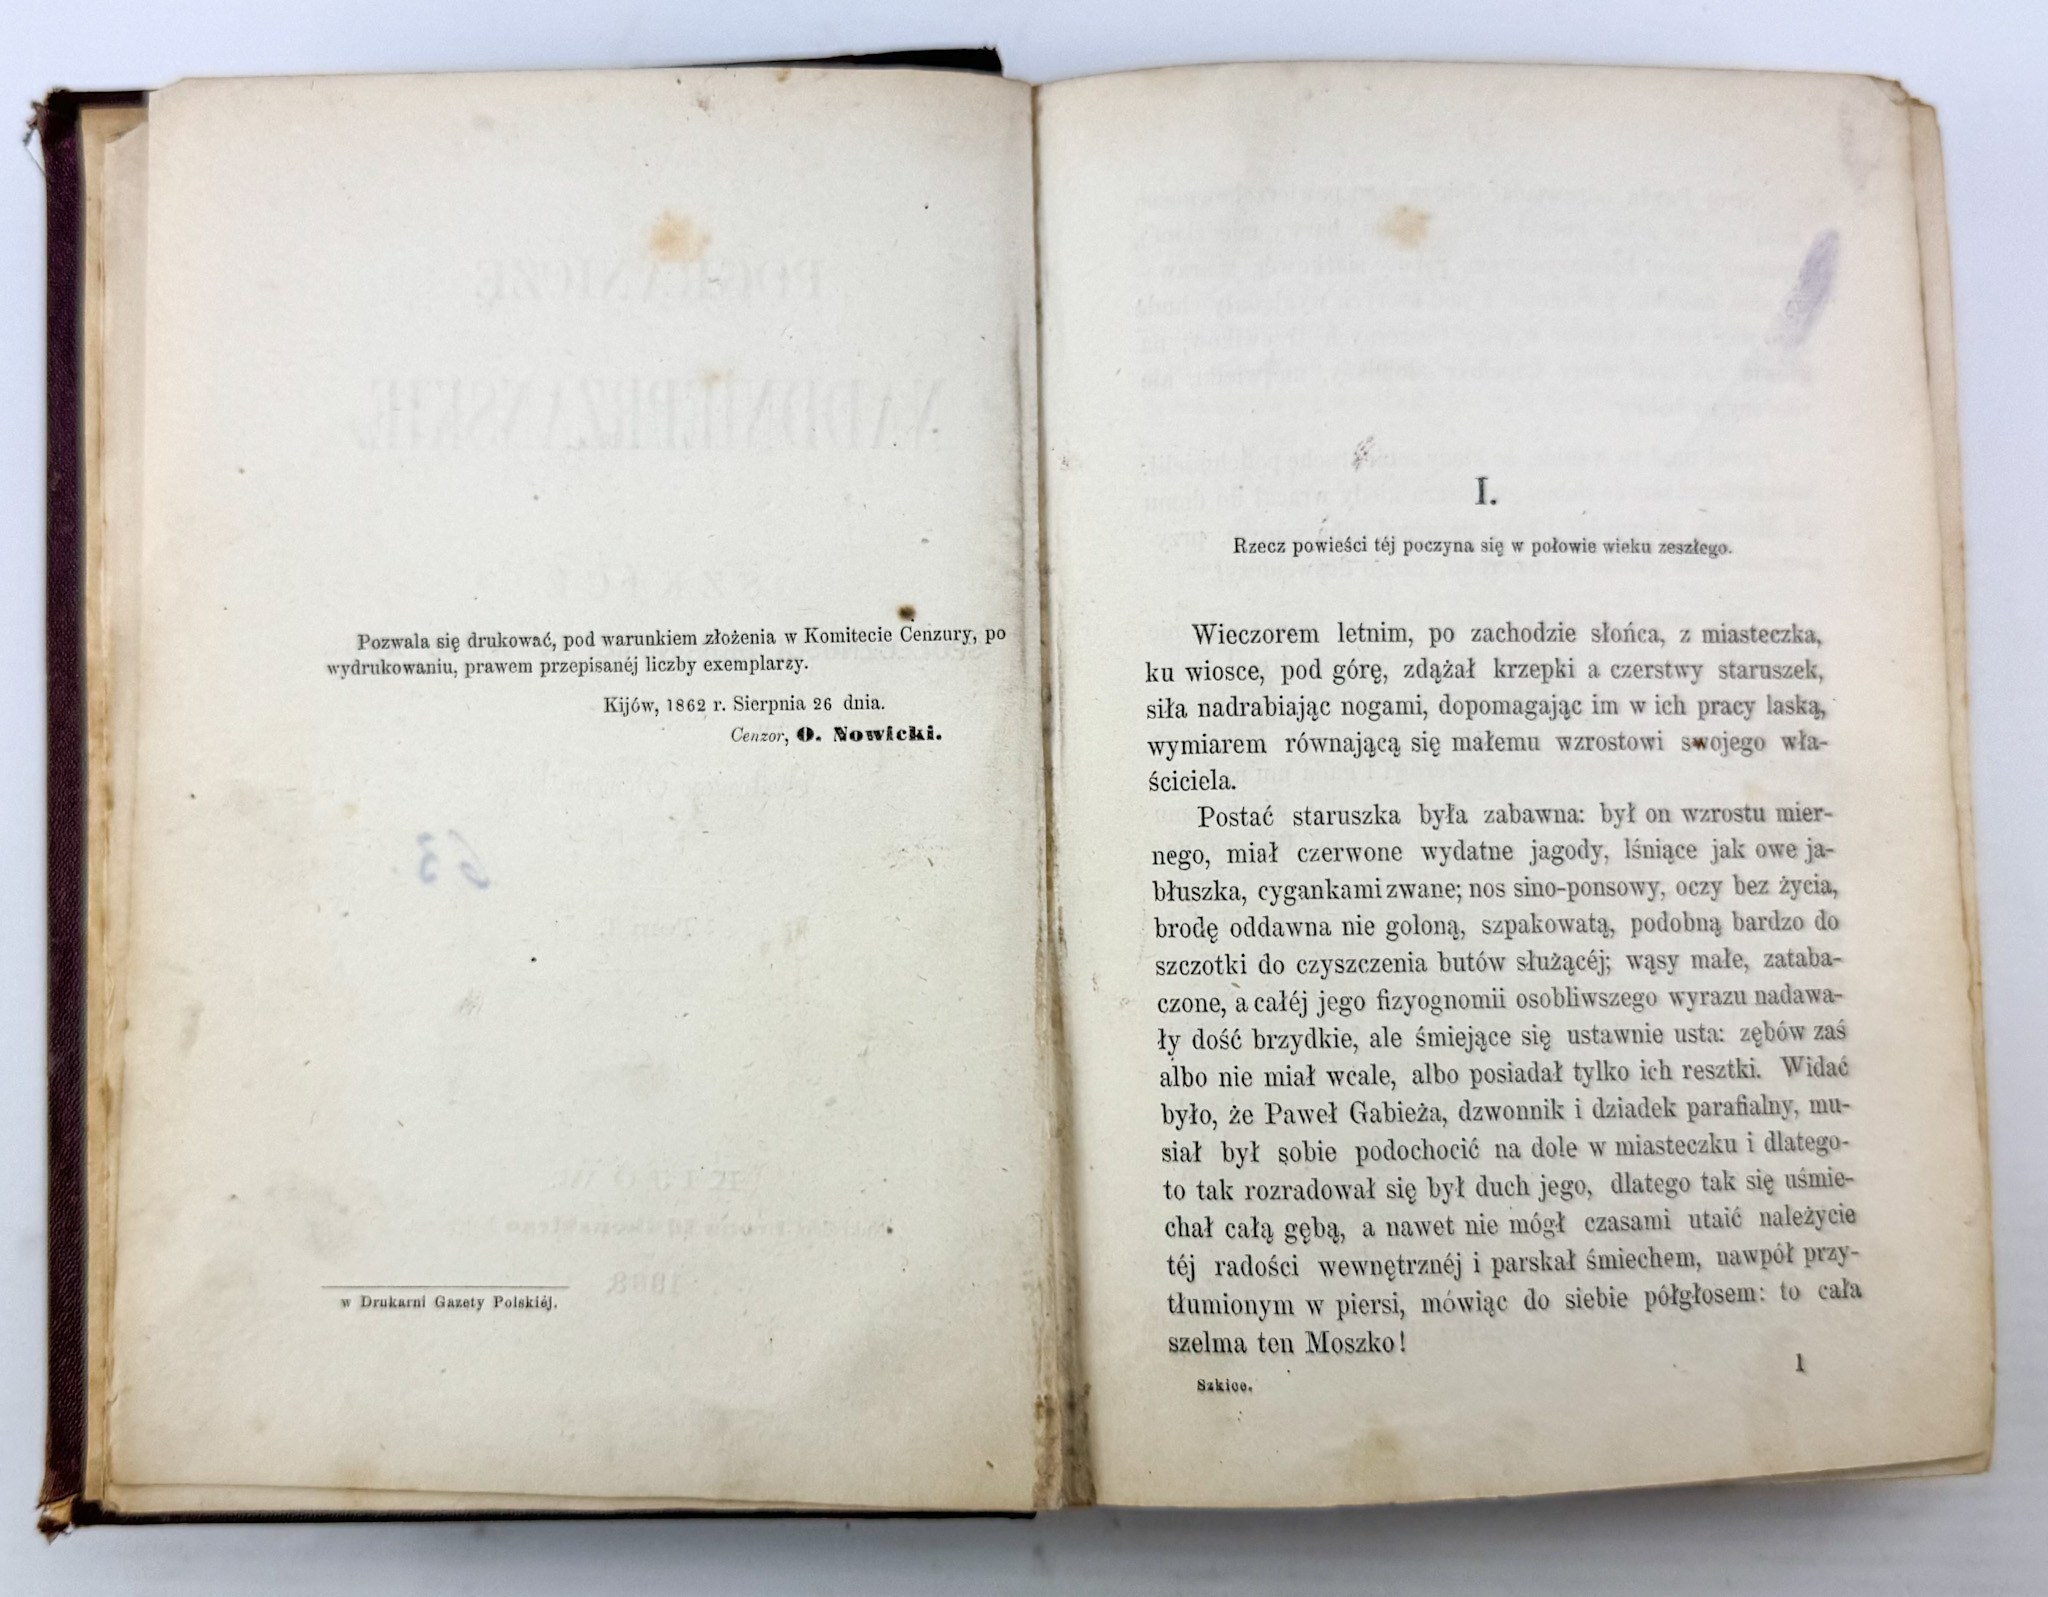 Pozwala się drukować, pod warunkiem złożenia w Komitecie Cenzury, po
wydrukowaniu, prawem przepisanéj liczby exemplarzy.
Kijów, 1862 r. Sierpnia 26 dnia.
Cenzor, O. Nowicki.
w Drukarni Gazety Polskiéj.
I.
Rzecz powieści téj poczyna się w połowie wieku zeszłego.
Wieczorem letnim, po zachodzie słońca, z miasteczka,
ku wiosce, pod górę, zdążał krzepki a czerstwy staruszek,
siła nadrabiając nogami, dopomagając im w ich pracy laską,
wymiarem równającą się małemu wzrostowi swojego wła-
ściciela.
Postać staruszka była zabawna: był on wzrostu mier-
nego, miał czerwone wydatne jagody, lśniące jak owe ja-
błuszka, cygankami zwane; nos sino-ponsowy, oczy bez życia,
brodę oddawna nie goloną, szpakowatą, podobną bardzo do
szczotki do czyszczenia butów służącéj; wąsy małe, zataba-
czone, a całéj jego fizyognomii osobliwszego wyrazu nadawa-
ły dość brzydkie, ale śmiejące się ustawnie usta: zębów zaś
albo nie miał wcale, albo posiadał tylko ich resztki. Widać
było, że Paweł Gabieża, dzwonnik i dziadek parafialny, mu-
siał był sobie podochocić na dole w miasteczku i dlatego-
to tak rozradował się był duch jego, dlatego tak się uśmie-
chał całą gębą, a nawet nie mógł czasami utaić należycie
téj radości wewnętrznéj i parskał śmiechem, nawpół przy-
tłumionym w piersi, mówiąc do siebie półgłosem: to cała
szelma ten Moszko!
Szkice.
1